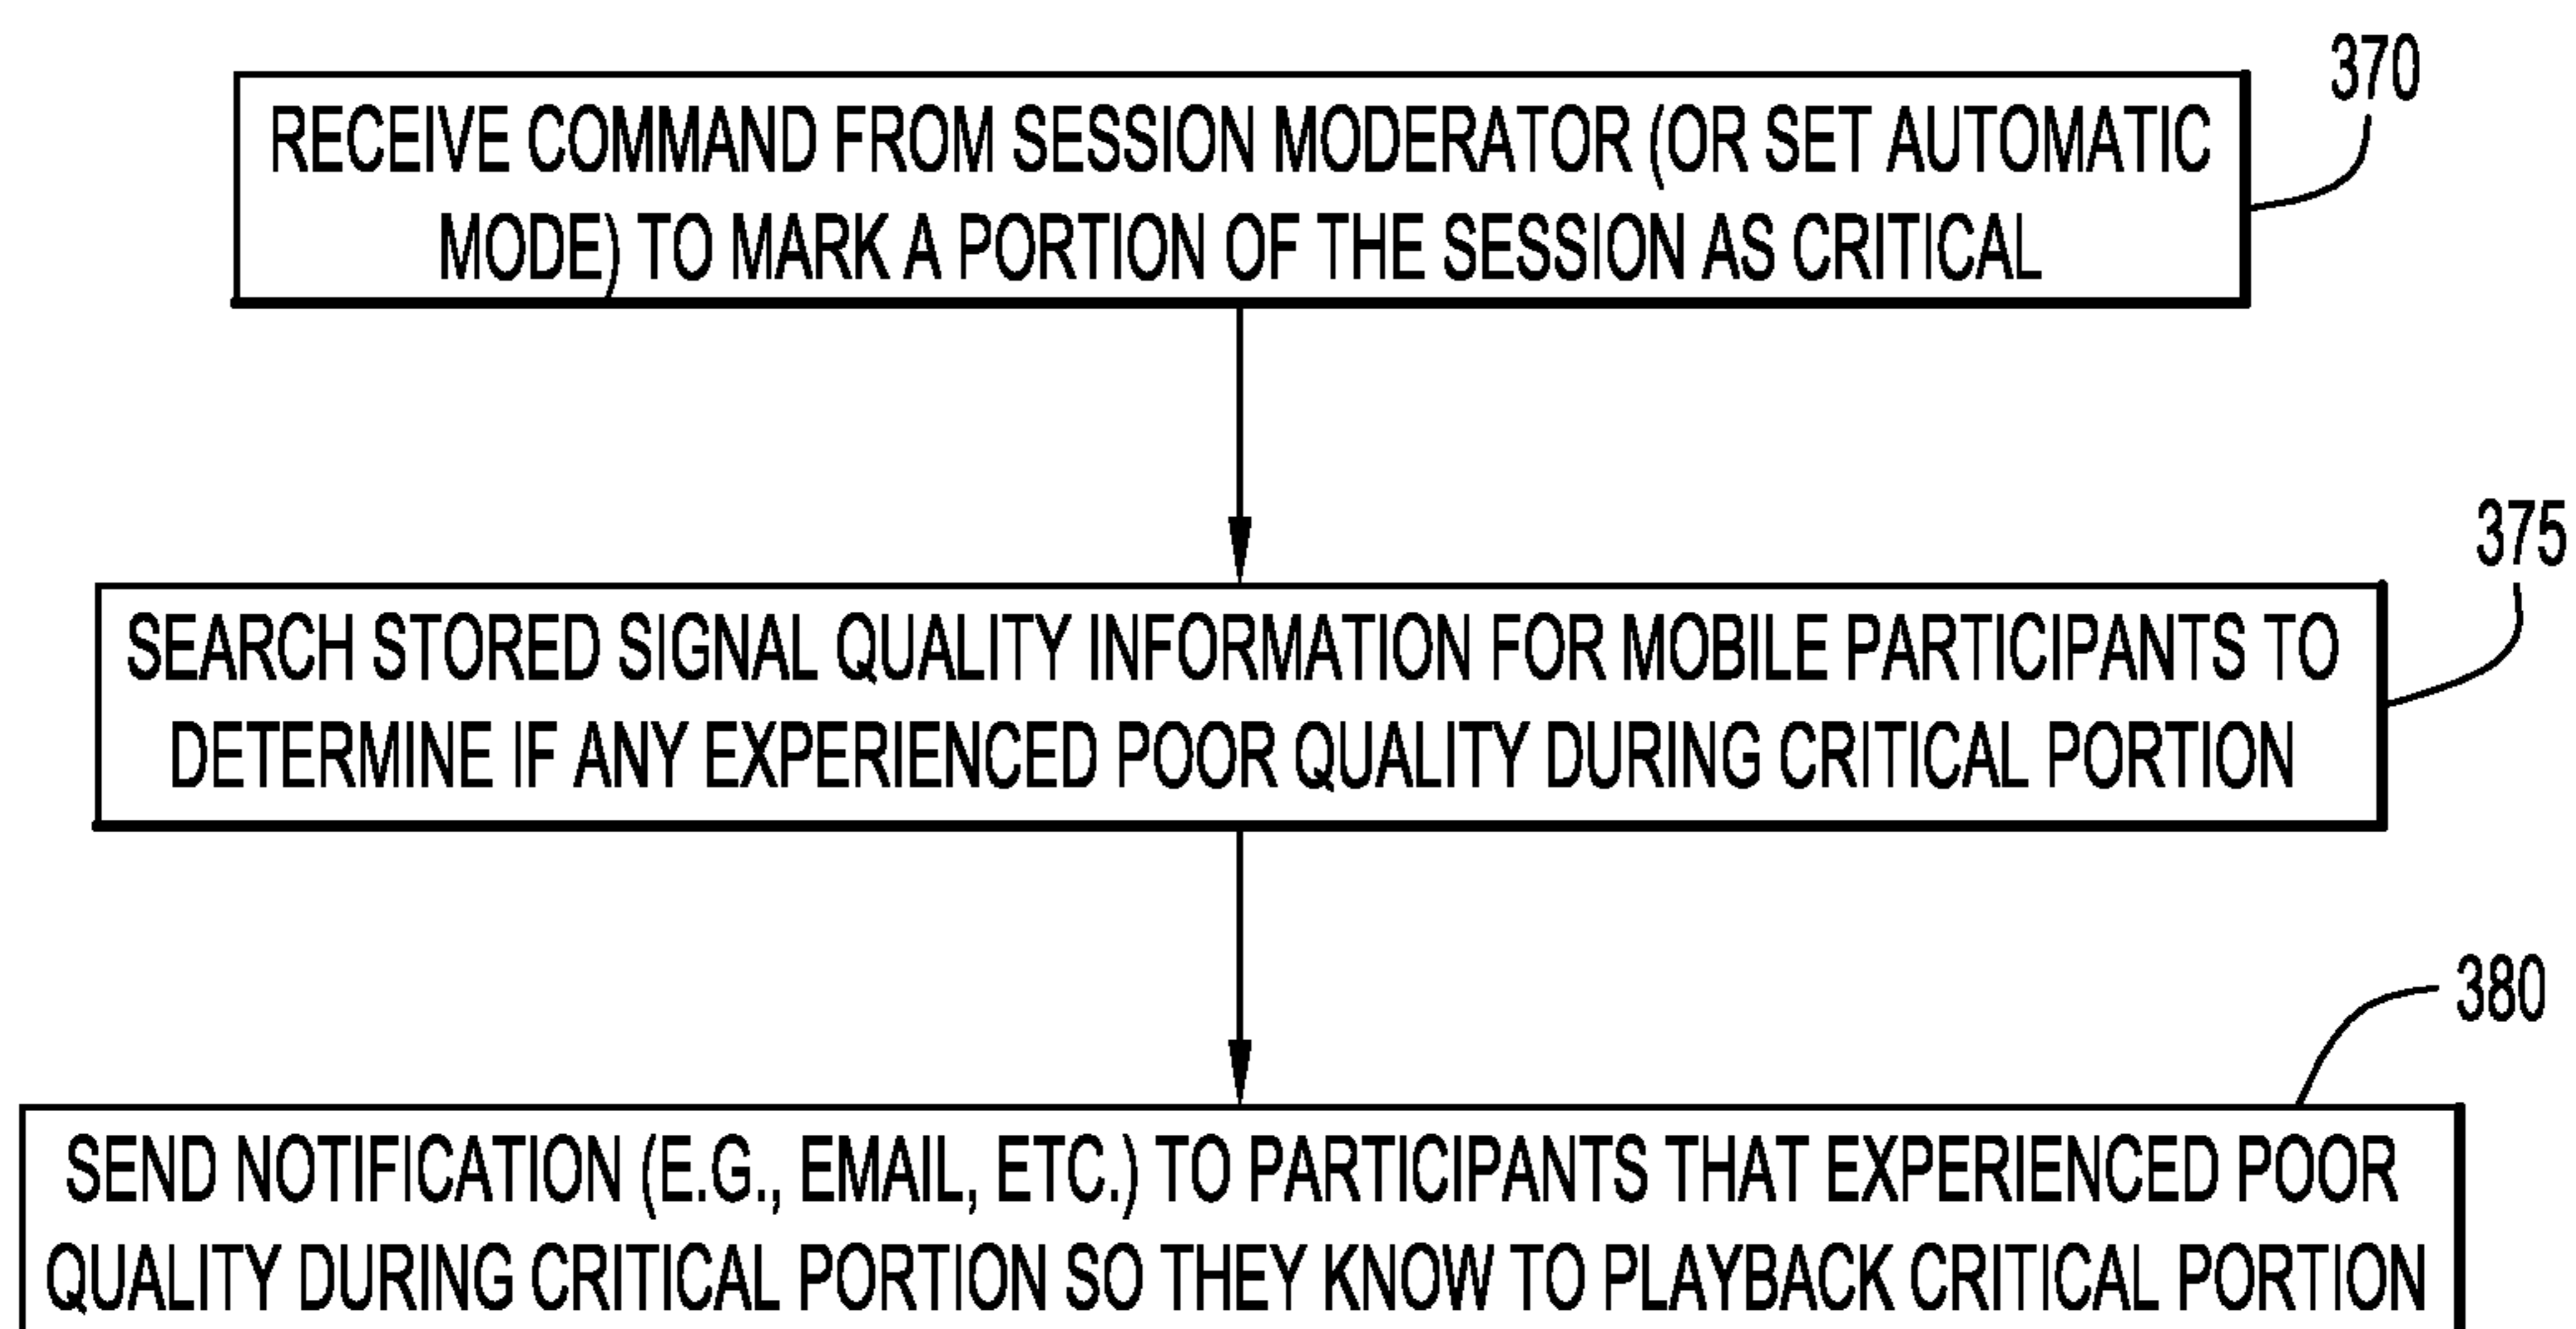 370
RECEIVE COMMAND FROM SESSION MODERATOR (OR SET AUTOMATIC
MODE) TO MARK A PORTION OF THE SESSION AS CRITICAL
375
SEARCH STORED SIGNAL QUALITY INFORMATION FOR MOBILE PARTICIPANTS TO
DETERMINE IF ANY EXPERIENCED POOR QUALITY DURING CRITICAL PORTION
380
SEND NOTIFICATION (E.G., EMAIL, ETC.) TO PARTICIPANTS THAT EXPERIENCED POOR
QUALITY DURING CRITICAL PORTION SO THEY KNOW TO PLAYBACK CRITICAL PORTION